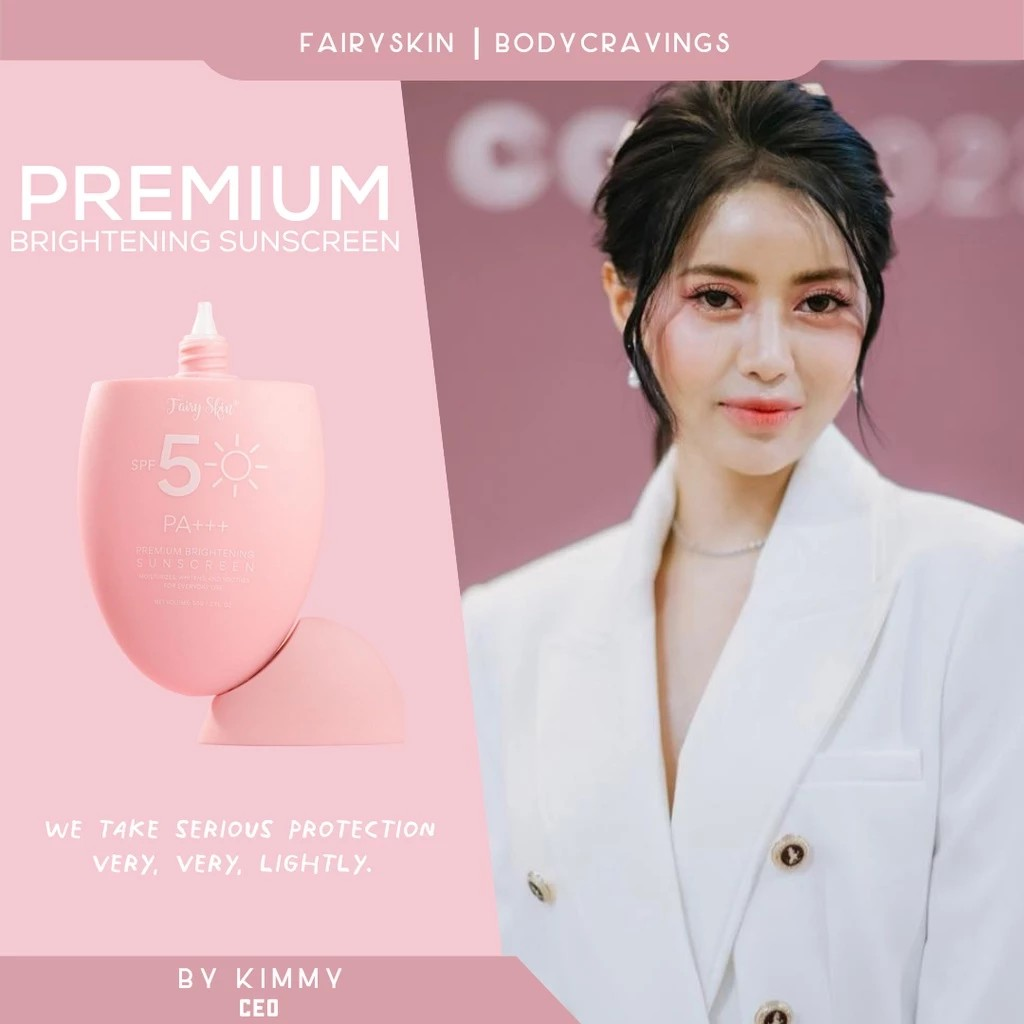 FAIRYSKIN | BODYCRAVINGS
PREMIUM
BRIGHTENING SUNSCREEN
Fairy Skin
SPF 50
PA+++
PREMIUM BRIGHTENING
SUNSCREEN
WE TAKE SERIOUS PROTECTION
VERY, VERY, LIGHTLY.
BY KIMMY
CEO